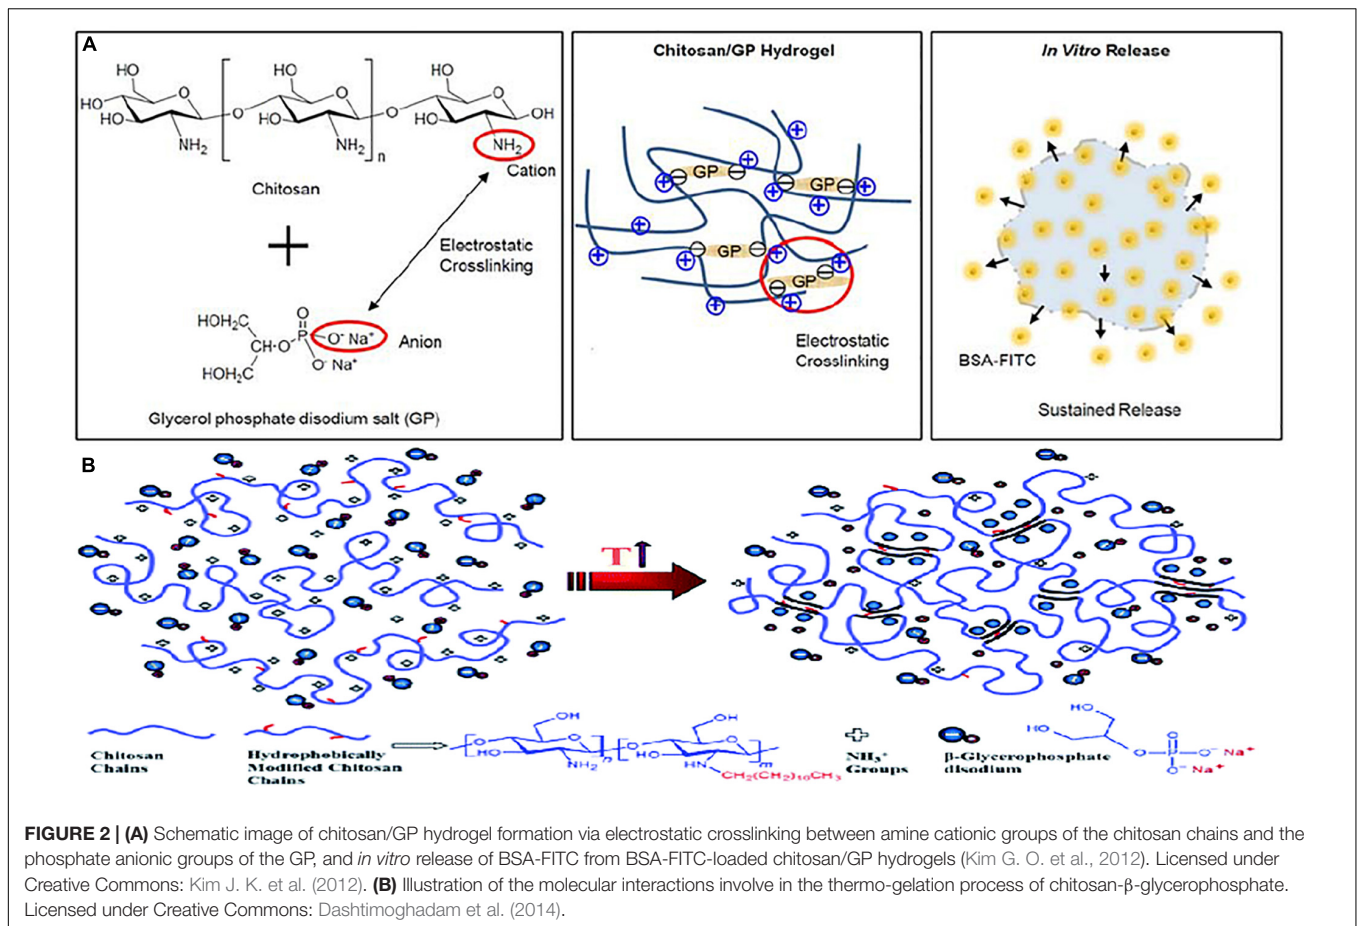 A
HO
HO
HO
O
NH2
O
HO
HO
O
NH2
n
O
HO
HO
O
OH
NH2
Cation
Chitosan
+
Electrostatic
Crosslinking
HOH2C
CH-O
HOH2C
O
P
O- Na+
O- Na+
Anion
Glycerol phosphate disodium salt (GP)
Chitosan/GP Hydrogel
GP
GP
GP
GP
Electrostatic
Crosslinking
In Vitro Release
BSA-FITC
Sustained Release
B
T
Chitosan
Chains
Hydrophobically
Modified Chitosan
Chains
OH
O
HO
O
NH2
n
OH
O
HO
O
HN
m
CH2(CH2)10CH3
NH3+
Groups
β-Glycerophosphate
disodium
HO
HO
O
O
P
O- Na+
O- Na+
FIGURE 2 | (A) Schematic image of chitosan/GP hydrogel formation via electrostatic crosslinking between amine cationic groups of the chitosan chains and the
phosphate anionic groups of the GP, and in vitro release of BSA-FITC from BSA-FITC-loaded chitosan/GP hydrogels (Kim G. O. et al., 2012). Licensed under
Creative Commons: Kim J. K. et al. (2012). (B) Illustration of the molecular interactions involve in the thermo-gelation process of chitosan-β-glycerophosphate.
Licensed under Creative Commons: Dashtimoghadam et al. (2014).